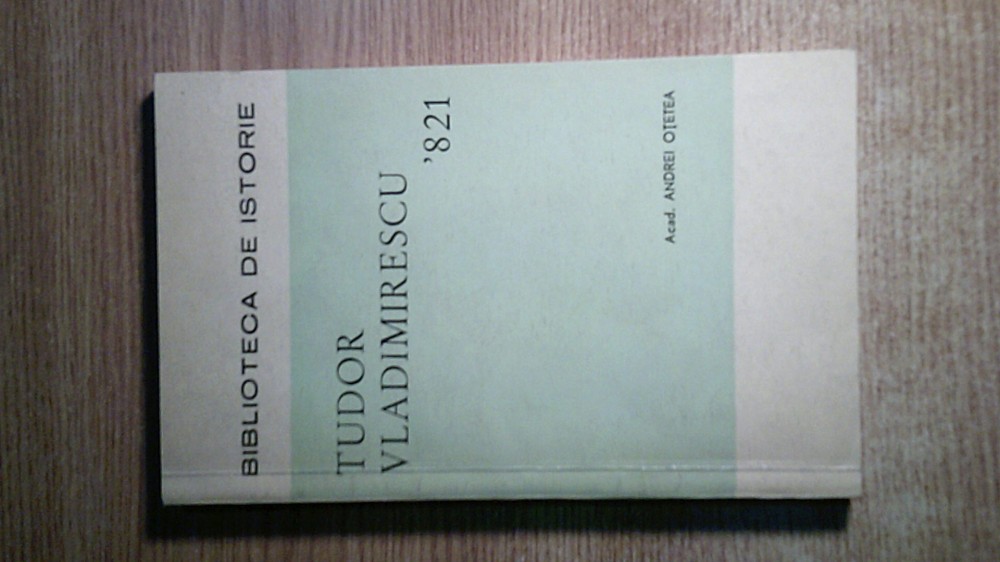 BIBLIOTECA DE ISTORIE
TUDOR
VLADIMIRESCU
’821
Acad. ANDREI OȚETEA